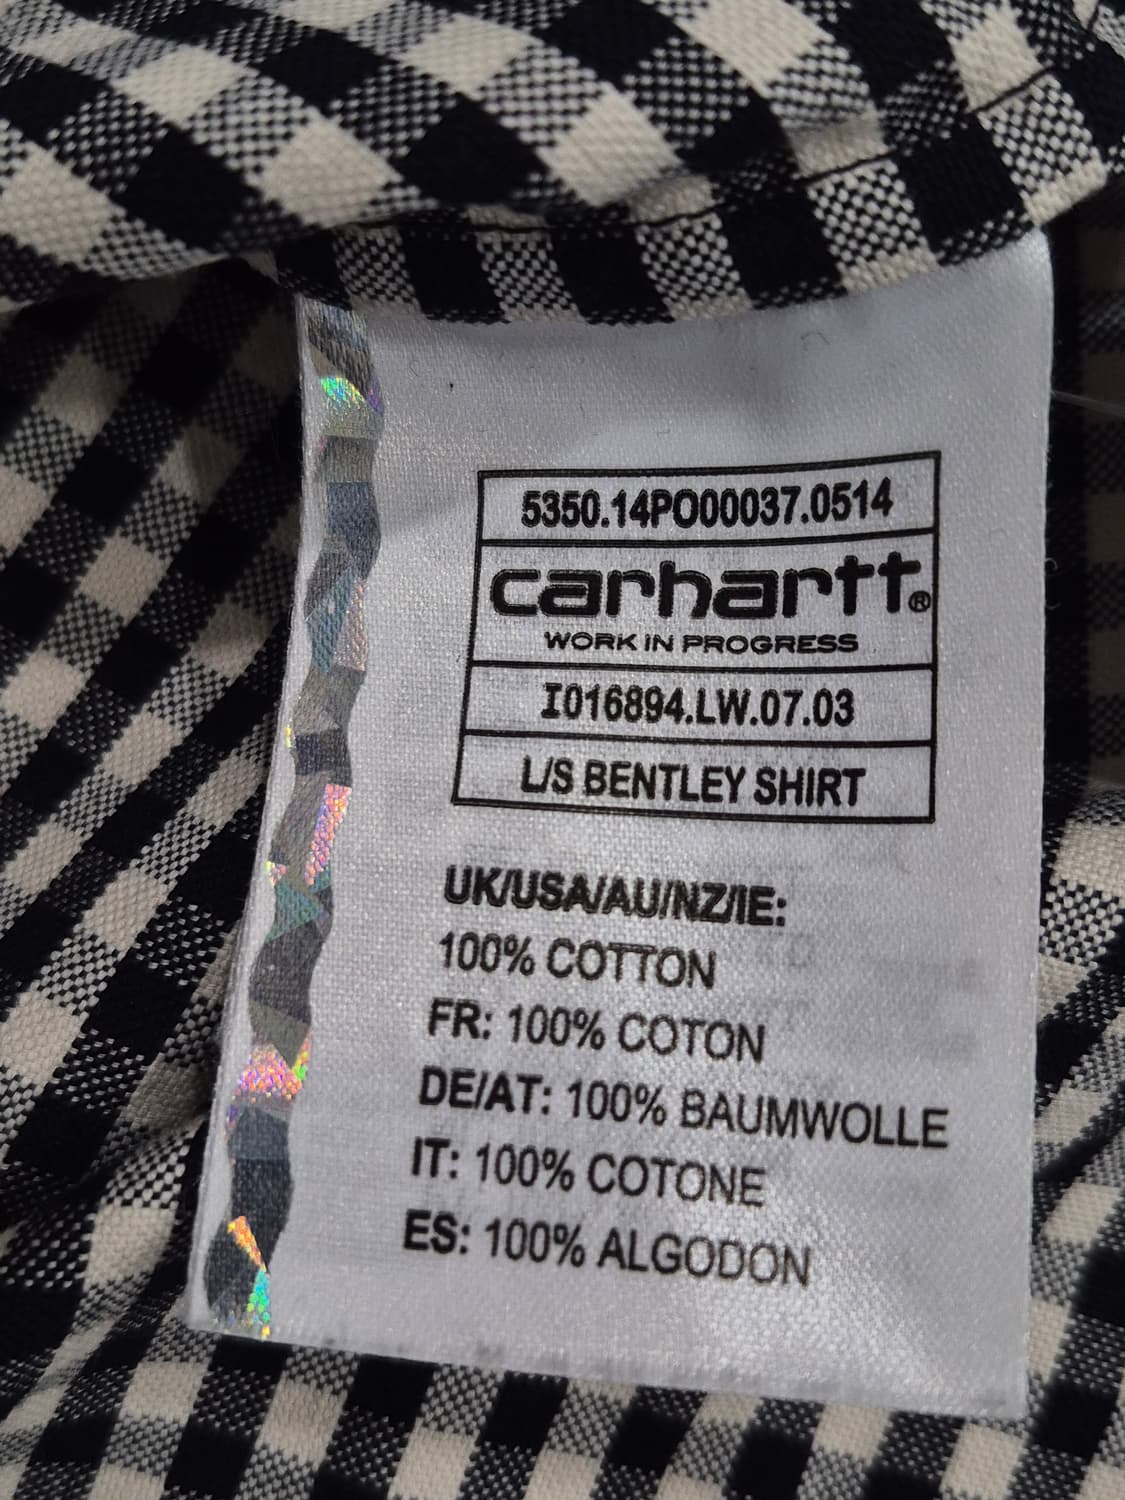 5350.14PO00037.0514
carhartt®
WORK IN PROGRESS
I016894.LW.07.03
L/S BENTLEY SHIRT
UK/USA/AU/NZ/IE:
100% COTTON
FR: 100% COTON
DE/AT: 100% BAUMWOLLE
IT: 100% COTONE
ES: 100% ALGODON